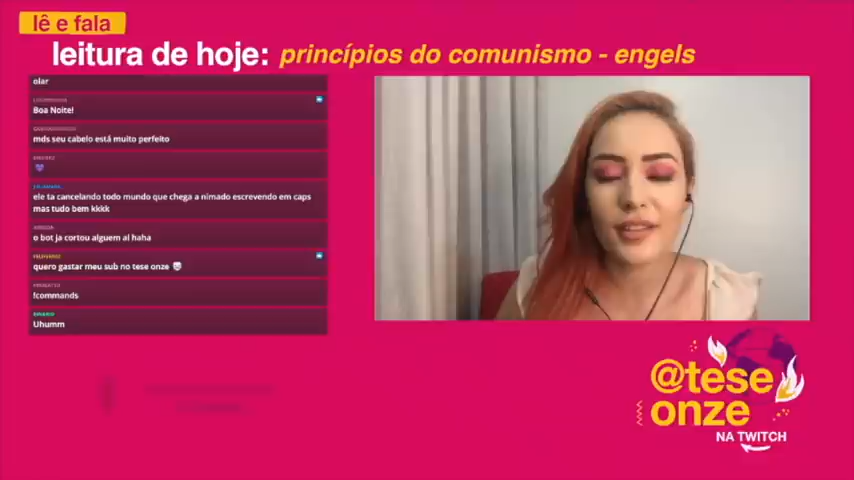 lê e fala
leitura de hoje: princípios do comunismo - engels
olar
Boa Noite!
mds seu cabelo está muito perfeito
ele ta cancelando todo mundo que chega a nimado escrevendo em caps
mas tudo bem kkkk
o bot ja cortou alguem aI haha
quero gastar meu sub no tese onze
!commands
Uhumm
@tese
onze
NA TWITCH